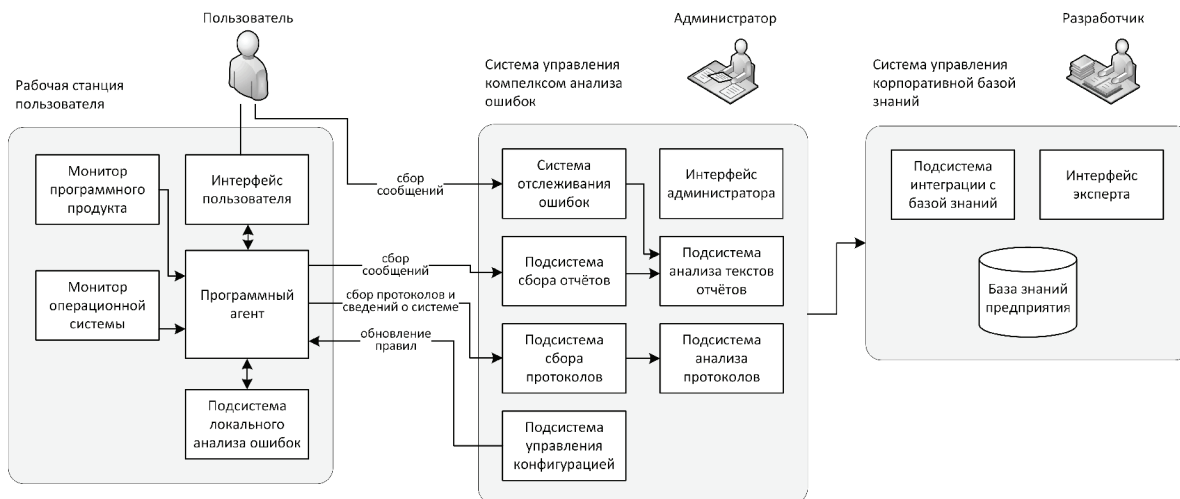 Пользователь
Администратор
Разработчик
Рабочая станция
пользователя
Система управления
компелксом анализа
ошибок
Система управления
корпоративной базой
знаний
Монитор
программного
продукта
Интерфейс
пользователя
Монитор
операционной
системы
Программный
агент
Подсистема
локального
анализа ошибок
сбор
сообщений
сбор
сообщений
сбор протоколов и
сведений о системе
обновление
правил
Система
отслеживания
ошибок
Интерфейс
администратора
Подсистема
сбора отчётов
Подсистема
анализа текстов
отчётов
Подсистема
сбора
протоколов
Подсистема
анализа
протоколов
Подсистема
управления
конфигурацией
Подсистема
интеграции с
базой знаний
Интерфейс
эксперта
База знаний
предприятия